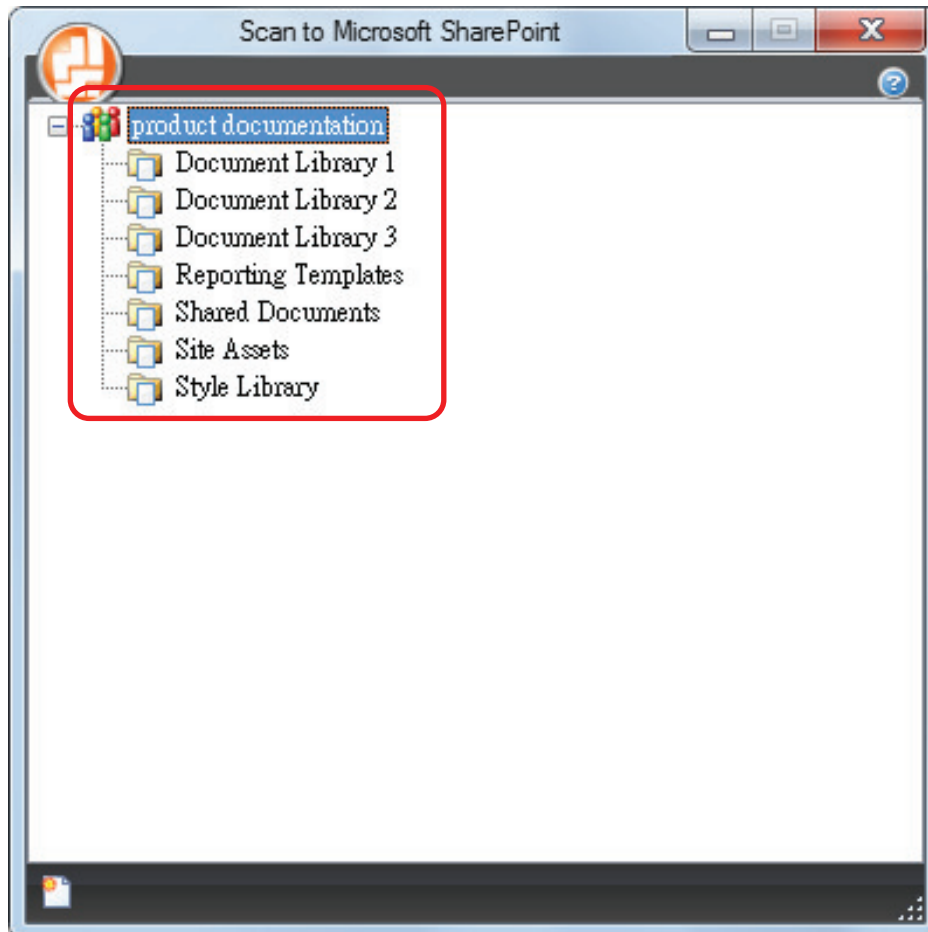 Scan to Microsoft SharePoint
product documentation
Document Library 1
Document Library 2
Document Library 3
Reporting Templates
Shared Documents
Site Assets
Style Library